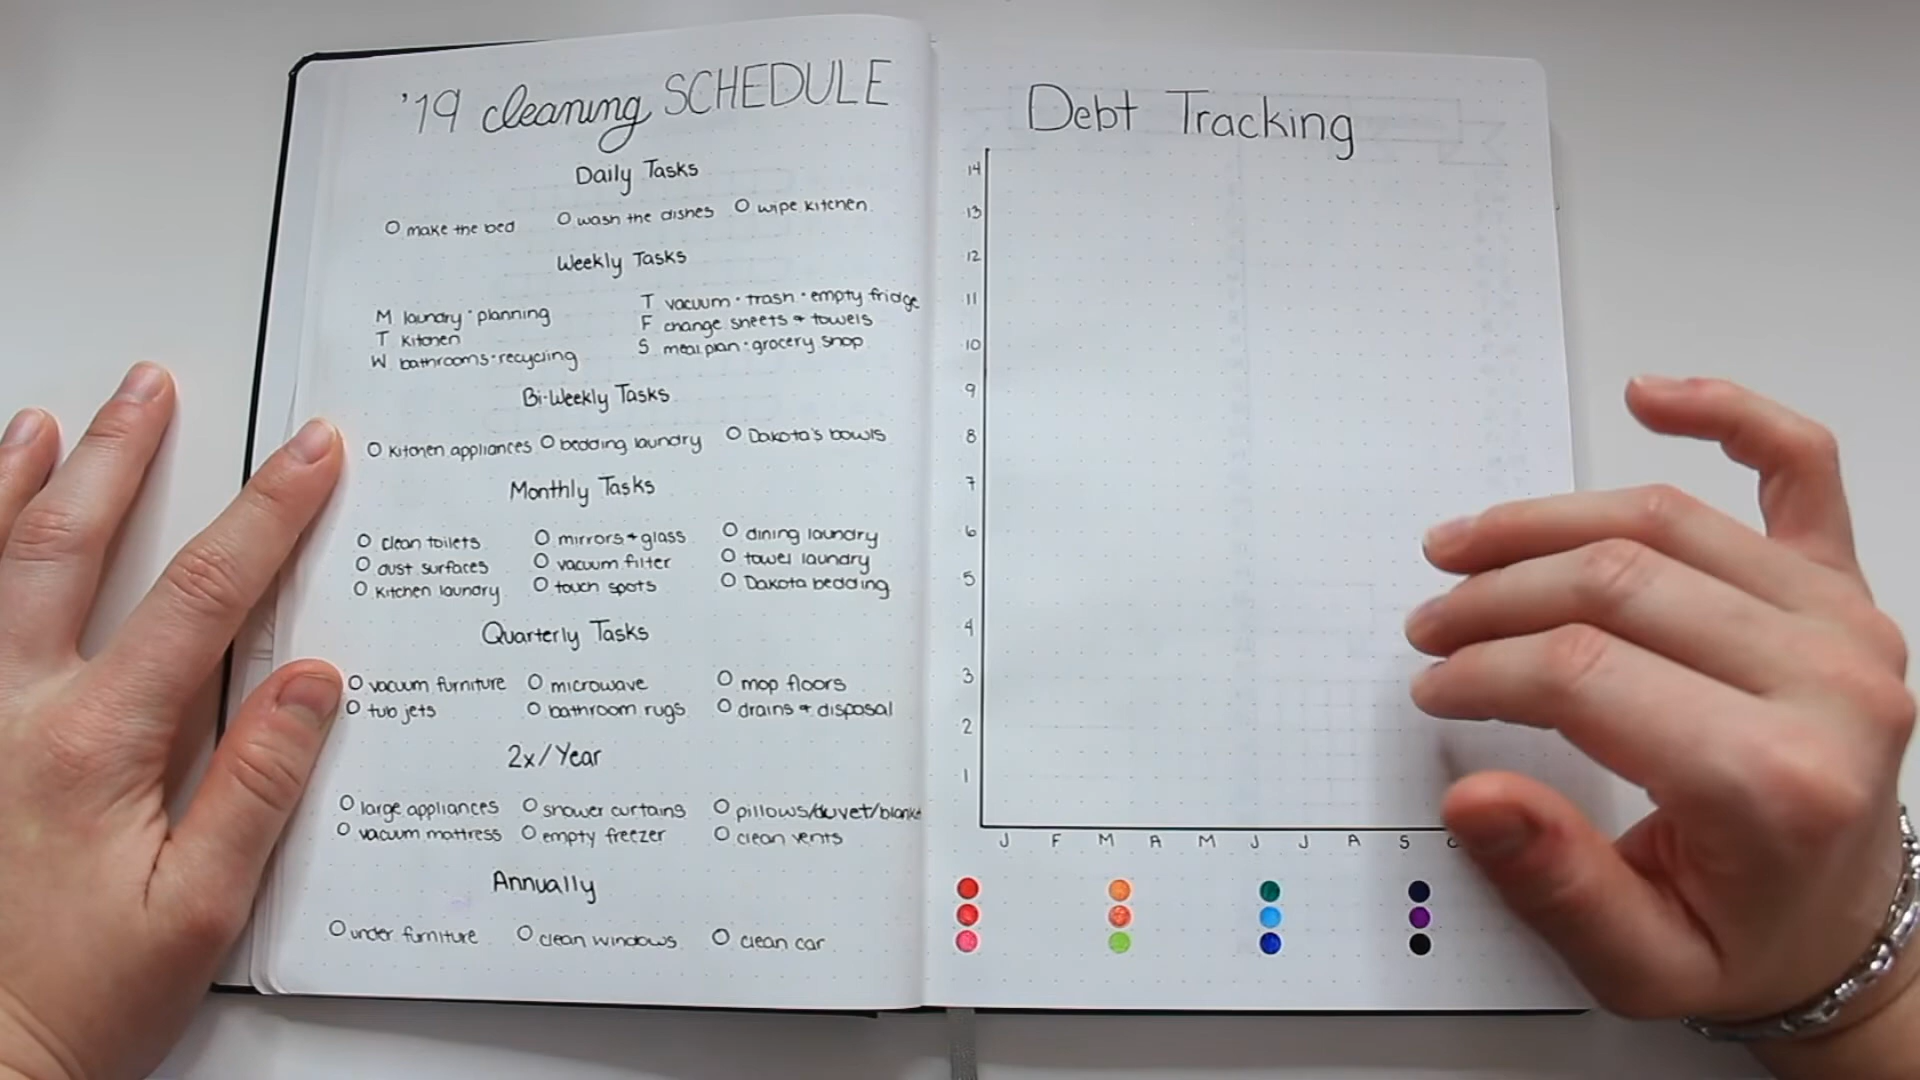 '19 cleaning SCHEDULE
Daily Tasks
make the bed
wash the dishes
wipe kitchen
Weekly Tasks
M laundry · planning
T kitchen
W bathrooms · recycling
T vacuum · trash · empty fridge
F change sheets + towels
S meal plan · grocery shop
Bi-Weekly Tasks
kitchen appliances
bedding laundry
Dakota's bowls
Monthly Tasks
clean toilets
dust surfaces
kitchen laundry
mirrors + glass
vacuum filter
touch spots
dining laundry
towel laundry
Dakota bedding
Quarterly Tasks
vacuum furniture
tub jets
microwave
bathroom rugs
mop floors
drains + disposal
2x/Year
large appliances
vacuum mattress
shower curtains
empty freezer
pillows/duvet/blanket
clean vents
Annually
under furniture
clean windows
clean car
Debt Tracking
14
13
12
11
10
9
8
7
6
5
4
3
2
1
J F M A M J J A S